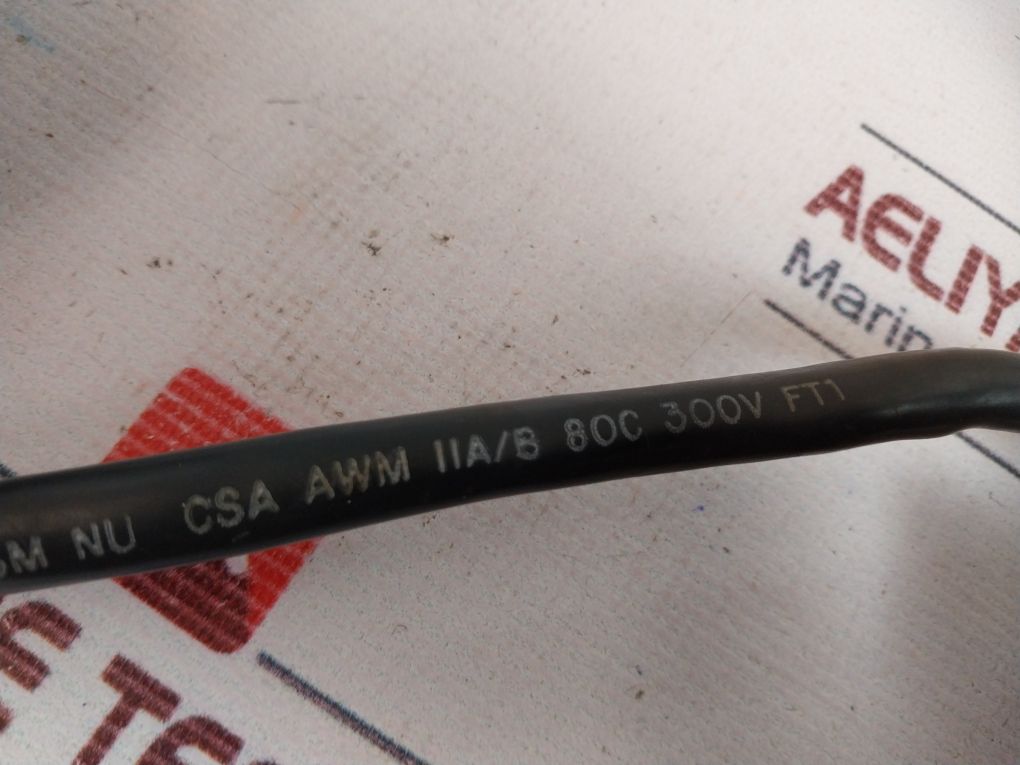 AELIY
Marin
NU CSA AWM IIA/B 80C 300V FT1